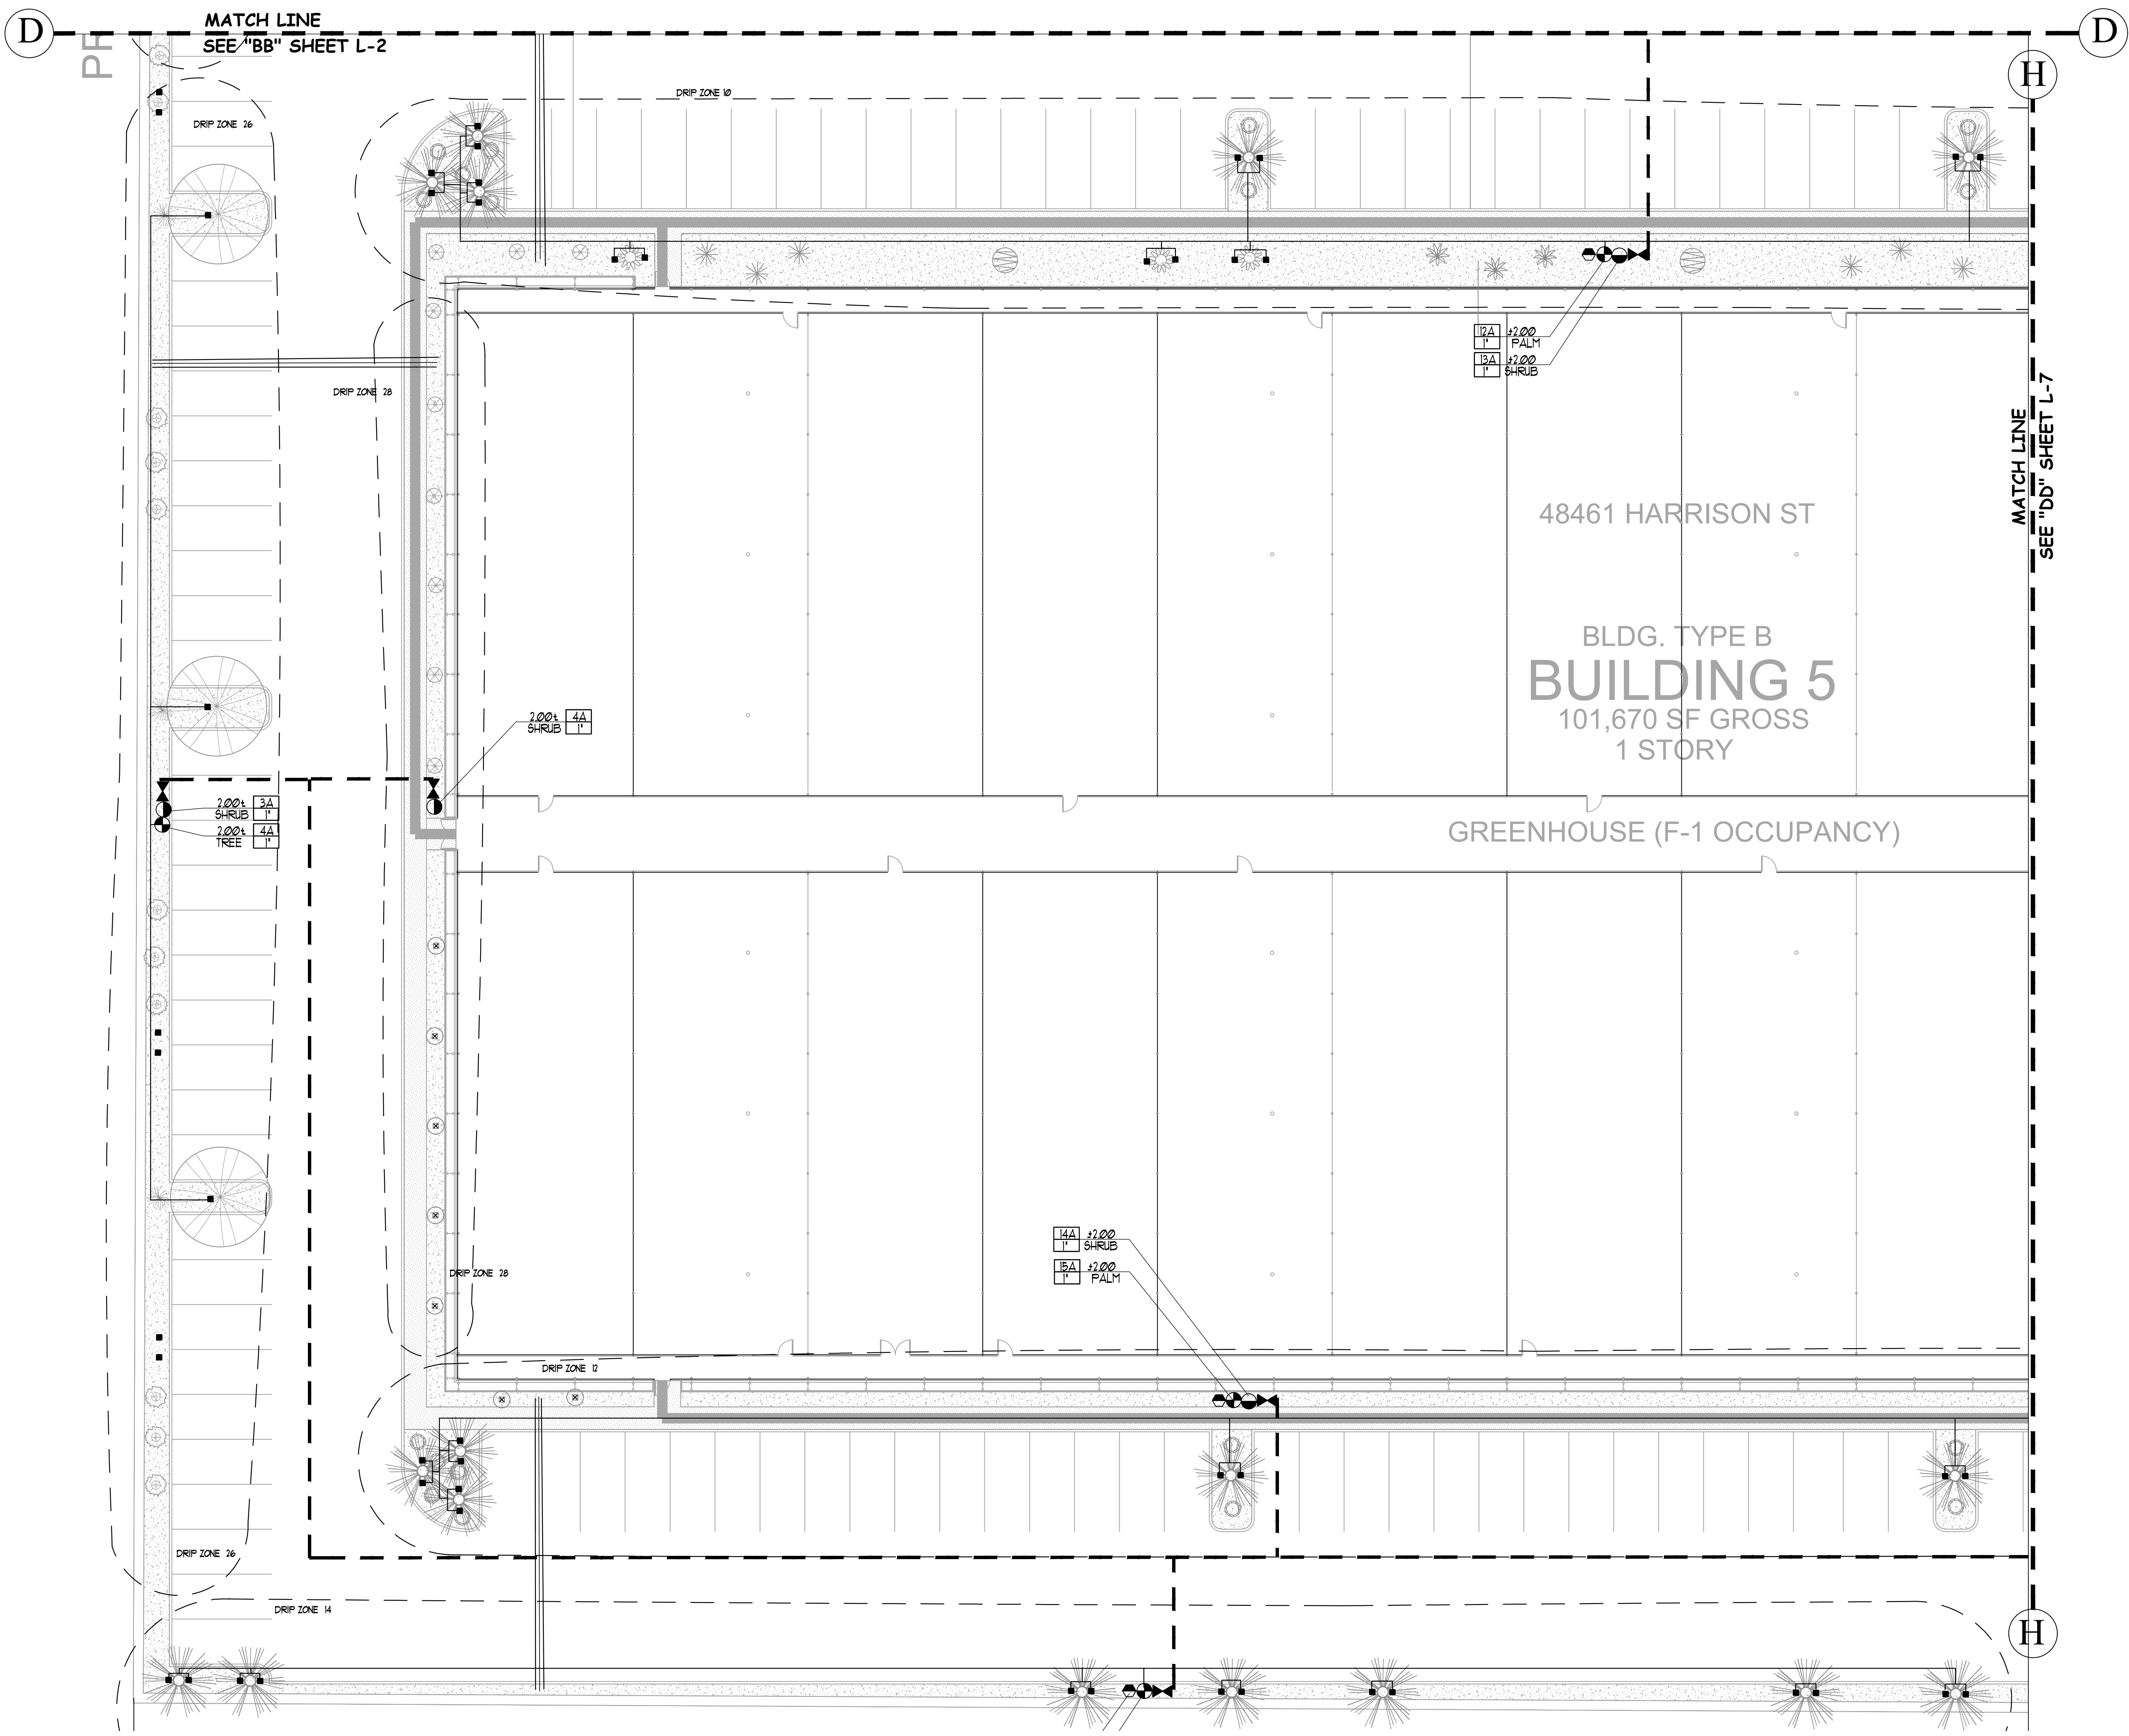 D
MATCH LINE
SEE "BB" SHEET L-2
D
H
DRIP ZONE 10
DRIP ZONE 26
12A ±2.00
1" PALM
13A ±2.00
1" SHRUB
DRIP ZONE 28
MATCH LINE
SEE "DD" SHEET L-7
48461 HARRISON ST
BLDG. TYPE B
BUILDING 5
101,670 SF GROSS
1 STORY
2.00± 4A
SHRUB 1"
2.00± 3A
SHRUB 1"
2.00± 4A
TREE 1"
GREENHOUSE (F-1 OCCUPANCY)
14A ±2.00
1" SHRUB
15A ±2.00
1" PALM
DRIP ZONE 28
DRIP ZONE 12
DRIP ZONE 26
DRIP ZONE 14
H